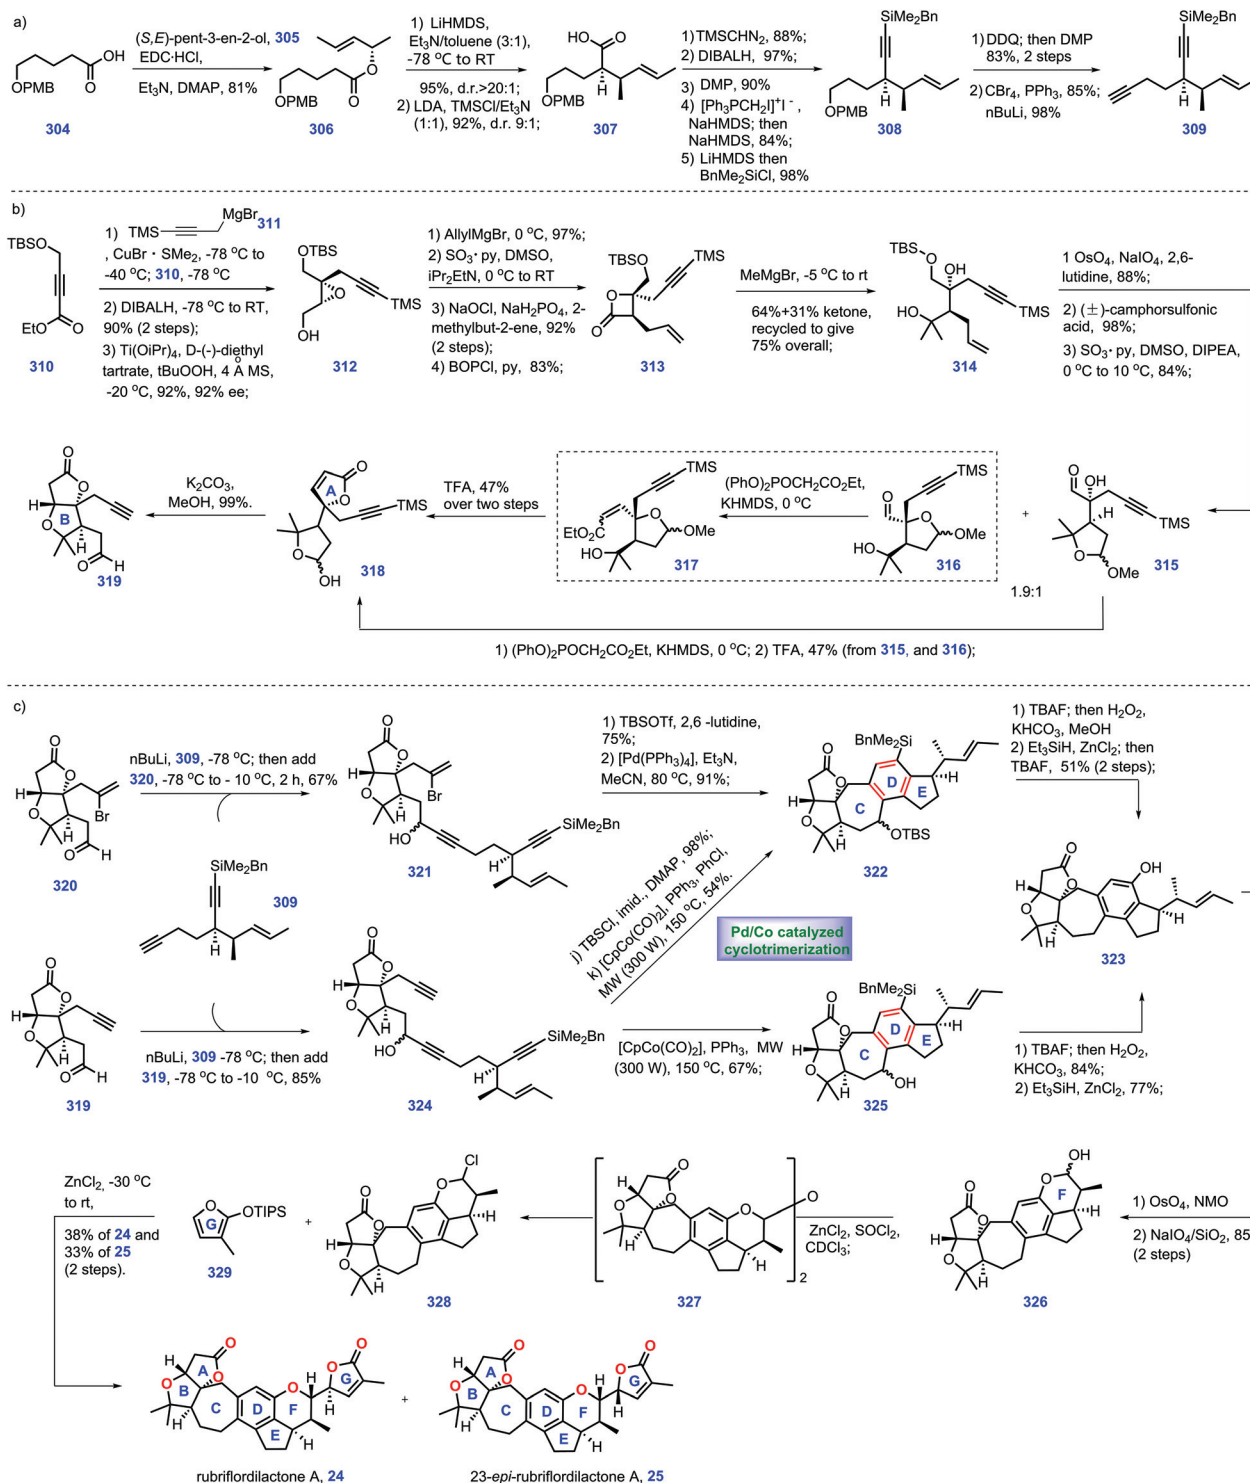 a)
OH
O
OPMB
304
(S,E)-pent-3-en-2-ol, 305
EDC·HCl,
Et₃N, DMAP, 81%
O
O
OPMB
306
1) LiHMDS,
Et₃N/toluene (3:1),
-78 °C to RT
95%, d.r.>20:1;
2) LDA, TMSCl/Et₃N
(1:1), 92%, d.r. 9:1;
HO
O
H
OPMB
307
1)TMSCHN₂, 88%;
2) DIBALH, 97%;
3) DMP, 90%
4) [Ph₃PCH₂I]⁺I⁻,
NaHMDS; then
NaHMDS, 84%;
5) LiHMDS then
BnMe₂SiCl, 98%
SiMe₂Bn
H
OPMB
308
1) DDQ; then DMP
83%, 2 steps
2) CBr₄, PPh₃, 85%;
nBuLi, 98%
SiMe₂Bn
H
309
b)
TBSO
EtO
O
310
1)
TMS
MgBr
311
, CuBr · SMe₂, -78 °C to
-40 °C; 310, -78 °C
2) DIBALH, -78 °C to RT,
90% (2 steps);
3) Ti(OiPr)₄, D-(-)-diethyl
tartrate, tBuOOH, 4 Å MS,
-20 °C, 92%, 92% ee;
OTBS
O
HO
TMS
312
1) AllylMgBr, 0 °C, 97%;
2) SO₃· py, DMSO,
iPr₂EtN, 0 °C to RT
3) NaOCl, NaH₂PO₄, 2-
methylbut-2-ene, 92%
(2 steps);
4) BOPCl, py, 83%;
TBSO
O
O
H
TMS
313
MeMgBr, -5 °C to rt
64%+31% ketone,
recycled to give
75% overall;
TBSO
OH
HO
H
TMS
314
1 OsO₄, NaIO₄, 2,6-
lutidine, 88%;
2) (±)-camphorsulfonic
acid, 98%;
3) SO₃· py, DMSO, DIPEA,
0 °C to 10 °C, 84%;
O
O
H
B
O
H
O
H
319
K₂CO₃,
MeOH, 99%.
O
A
O
TMS
O
OH
318
TFA, 47%
over two steps
TMS
EtO₂C
O
OMe
HO
H
317
(PhO)₂POCH₂CO₂Et,
KHMDS, 0 °C
TMS
O
O
OMe
HO
H
316
+
1.9:1
O
OH
H
TMS
O
OMe
315
1) (PhO)₂POCH₂CO₂Et, KHMDS, 0 °C; 2) TFA, 47% (from 315, and 316);
c)
O
O
H
O
Br
H
O
H
320
nBuLi, 309, -78 °C; then add
320, -78 °C to - 10 °C, 2 h, 67%
SiMe₂Bn
309
H
O
O
H
O
H
O
H
319
nBuLi, 309 -78 °C; then add
319, -78 °C to -10 °C, 85%
O
O
H
O
Br
H
HO
SiMe₂Bn
H
321
1) TBSOTf, 2,6 -lutidine,
75%;
2) [Pd(PPh₃)₄], Et₃N,
MeCN, 80 °C, 91%;
BnMe₂Si
O
O
H
D
E
C
H
O
H
OTBS
322
1) TBAF; then H₂O₂,
KHCO₃, MeOH
2) Et₃SiH, ZnCl₂; then
TBAF, 51% (2 steps);
j) TBSCl, imid., DMAP, 98%;
k) [CpCo(CO)₂], PPh₃, PhCl,
MW (300 W), 150 °C, 54%.
Pd/Co catalyzed
cyclotrimerization
O
OH
O
H
O
H
H
323
O
O
H
O
H
HO
SiMe₂Bn
H
324
[CpCo(CO)₂], PPh₃, MW
(300 W), 150 °C, 67%;
BnMe₂Si
O
O
H
D
E
C
H
O
H
OH
325
1) TBAF; then H₂O₂,
KHCO₃, 84%;
2) Et₃SiH, ZnCl₂, 77%;
ZnCl₂, -30 °C
to rt,
38% of 24 and
33% of 25
(2 steps).
O
G
OTIPS
329
+
Cl
O
O
O
H
H
O
H
328
O
H
O
O
O
O
H
H
2
327
ZnCl₂, SOCl₂,
CDCl₃;
OH
O
F
O
O
H
H
O
H
326
1) OsO₄, NMO
2) NaIO₄/SiO₂, 85
(2 steps)
O
O
O
G
H
A
O
H
O
O
B
F
C
D
H
E
H
H
rubriflordilactone A, 24
+
O
O
O
G
H
A
O
H
O
O
B
F
C
D
H
E
H
H
23-epi-rubriflordilactone A, 25